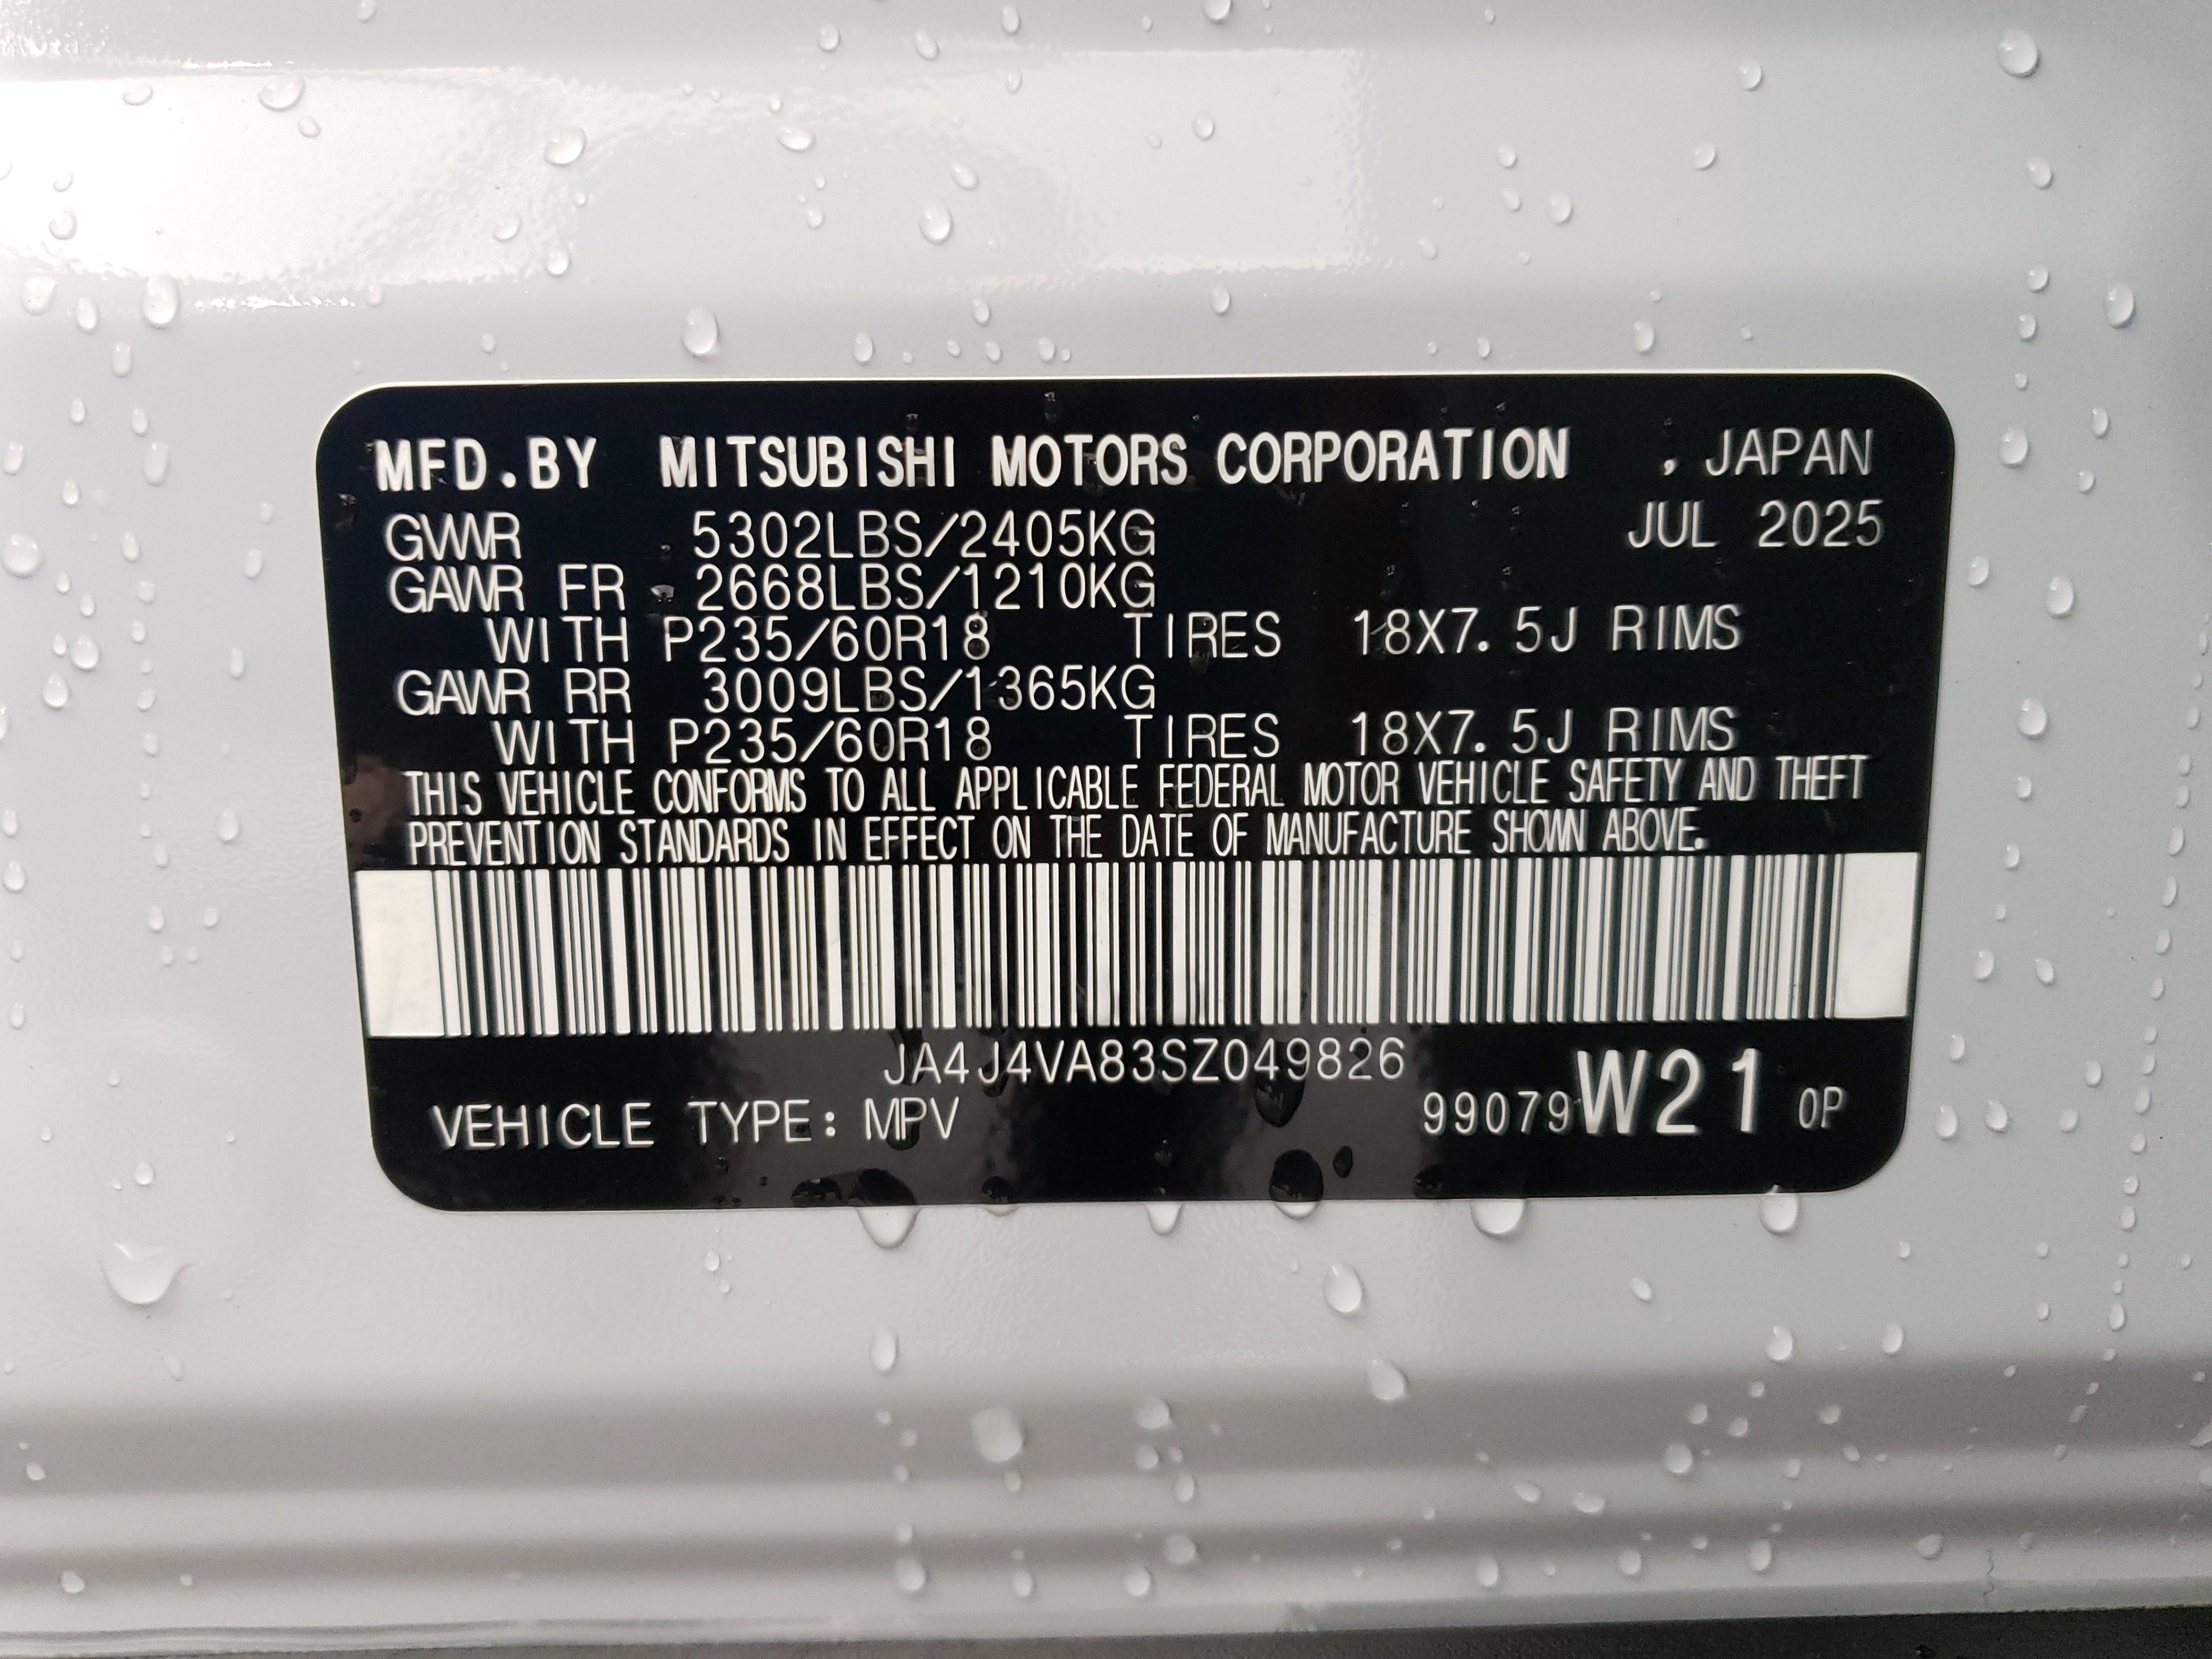 MFD.BY MITSUBISHI MOTORS CORPORATION , JAPAN
GVWR 5302LBS/2405KG JUL 2025
GAWR FR 2668LBS/1210KG
WITH P235/60R18 TIRES 18X7.5J RIMS
GAWR RR 3009LBS/1365KG
WITH P235/60R18 TIRES 18X7.5J RIMS
THIS VEHICLE CONFORMS TO ALL APPLICABLE FEDERAL MOTOR VEHICLE SAFETY AND THEFT
PREVENTION STANDARDS IN EFFECT ON THE DATE OF MANUFACTURE SHOWN ABOVE.
JA4J4VA83SZ049826
VEHICLE TYPE: MPV 99079 W21 0P